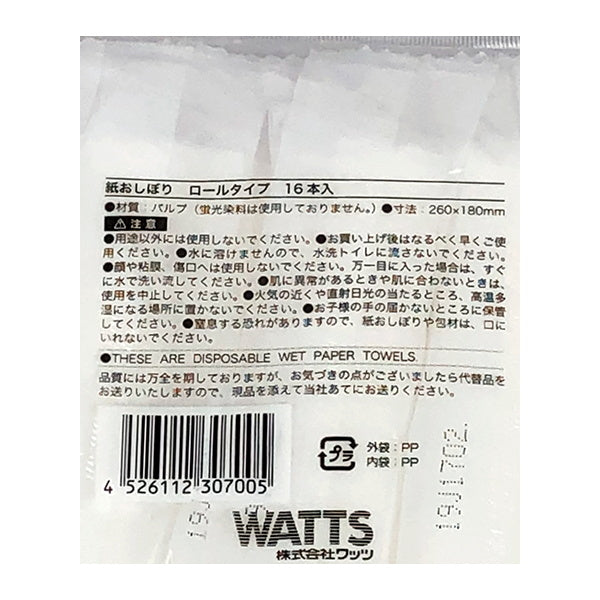 紙おしぼり　ロールタイプ　16本入
●材質：パルプ（蛍光染料は使用しておりません。）●寸法：260×180mm
⚠注意
●用途以外には使用しないでください。●お買い上げ後はなるべく早くご使
用ください。●水に溶けませんので、水洗トイレに流さないでください。
●顔や粘膜、傷口へは使用しないでください。万一目に入った場合は、すぐ
に水で洗い流してください。●肌に異常があるときや肌に合わないときは、
使用を中止してください。●火気の近くや直射日光の当たるところ、高温多
湿になる場所に置かないでください。●お子様の手の届かないところに保管
してください。●窒息する恐れがありますので、紙おしぼりや包材は、口に
いれないでください。
●THESE ARE DISPOSABLE WET PAPER TOWELS.
品質には万全を期しておりますが、お気づきの点がございましたら代替品を
お送りいたしますので、現品を添えて当社あてにお送りください。
プラ
外袋：PP
内袋：PP
4 526112 307005
WATTS
株式会社ワッツ